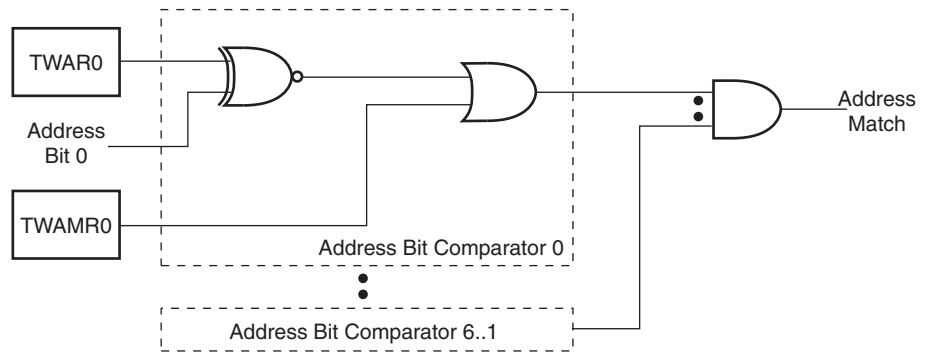 TWAR0
Address
Bit 0
TWAMR0
Address Bit Comparator 0
Address Bit Comparator 6..1
Address
Match